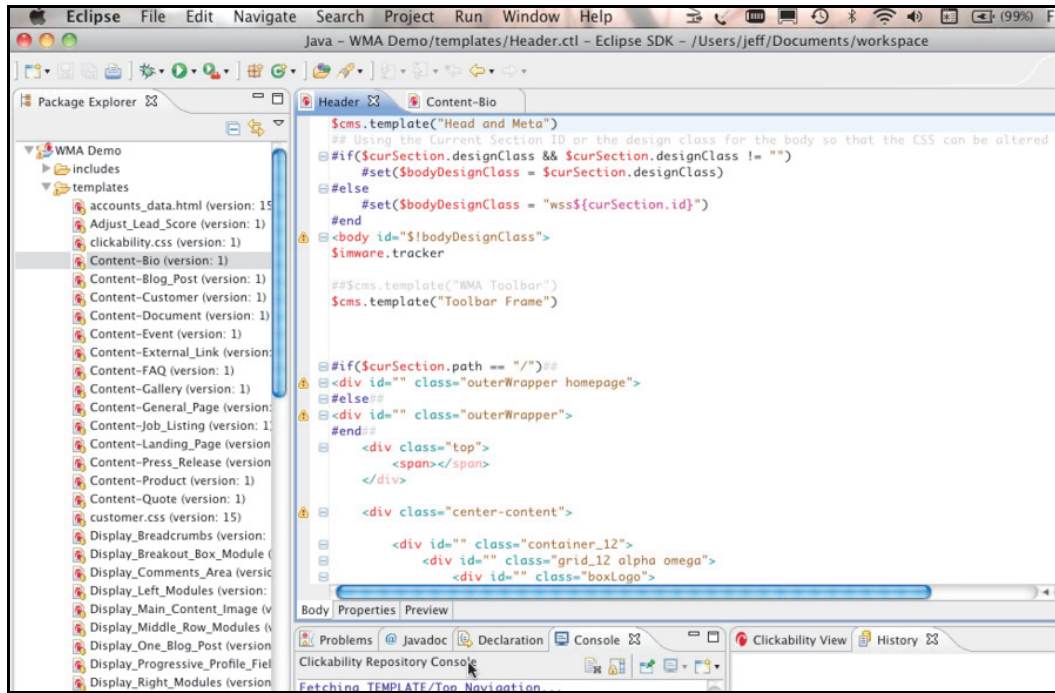 Eclipse File Edit Navigate Search Project Run Window Help (99%) F
Java – WMA Demo/templates/Header.ctl – Eclipse SDK – /Users/jeff/Documents/workspace
Package Explorer
WMA Demo
includes
templates
accounts_data.html (version: 15
Adjust_Lead_Score (version: 1)
clickability.css (version: 1)
Content-Bio (version: 1)
Content-Blog_Post (version: 1)
Content-Customer (version: 1)
Content-Document (version: 1)
Content-Event (version: 1)
Content-External_Link (version:
Content-FAQ (version: 1)
Content-Gallery (version: 1)
Content-General_Page (version:
Content-Job_Listing (version: 1)
Content-Landing_Page (version
Content-Press_Release (version
Content-Product (version: 1)
Content-Quote (version: 1)
customer.css (version: 15)
Display_Breadcrumbs (version:
Display_Breakout_Box_Module (
Display_Comments_Area (versic
Display_Left_Modules (version:
Display_Main_Content_Image (v
Display_Middle_Row_Modules (v
Display_One_Blog_Post (version
Display_Progressive_Profile_Fiel
Display_Right_Modules (version
Header Content-Bio
$cms.template("Head and Meta")
## Using the Current Section ID or the design class for the body so that the CSS can be altered
#if($curSection.designClass && $curSection.designClass != "")
#set($bodyDesignClass = $curSection.designClass)
#else
#set($bodyDesignClass = "wss${curSection.id}")
#end
<body id="$!bodyDesignClass">
$imware.tracker
##$cms.template("WMA Toolbar")
$cms.template("Toolbar Frame")
#if($curSection.path == "/")##
<div id="" class="outerWrapper homepage">
#else##
<div id="" class="outerWrapper">
#end##
<div class="top">
<span></span>
</div>
<div class="center-content">
<div id="" class="container_12">
<div id="" class="grid_12 alpha omega">
<div id="" class="boxLogo">
Body Properties Preview
Problems @ Javadoc Declaration Console Clickability View History
Clickability Repository Console
Fetching TEMPLATE/Top Navigation...